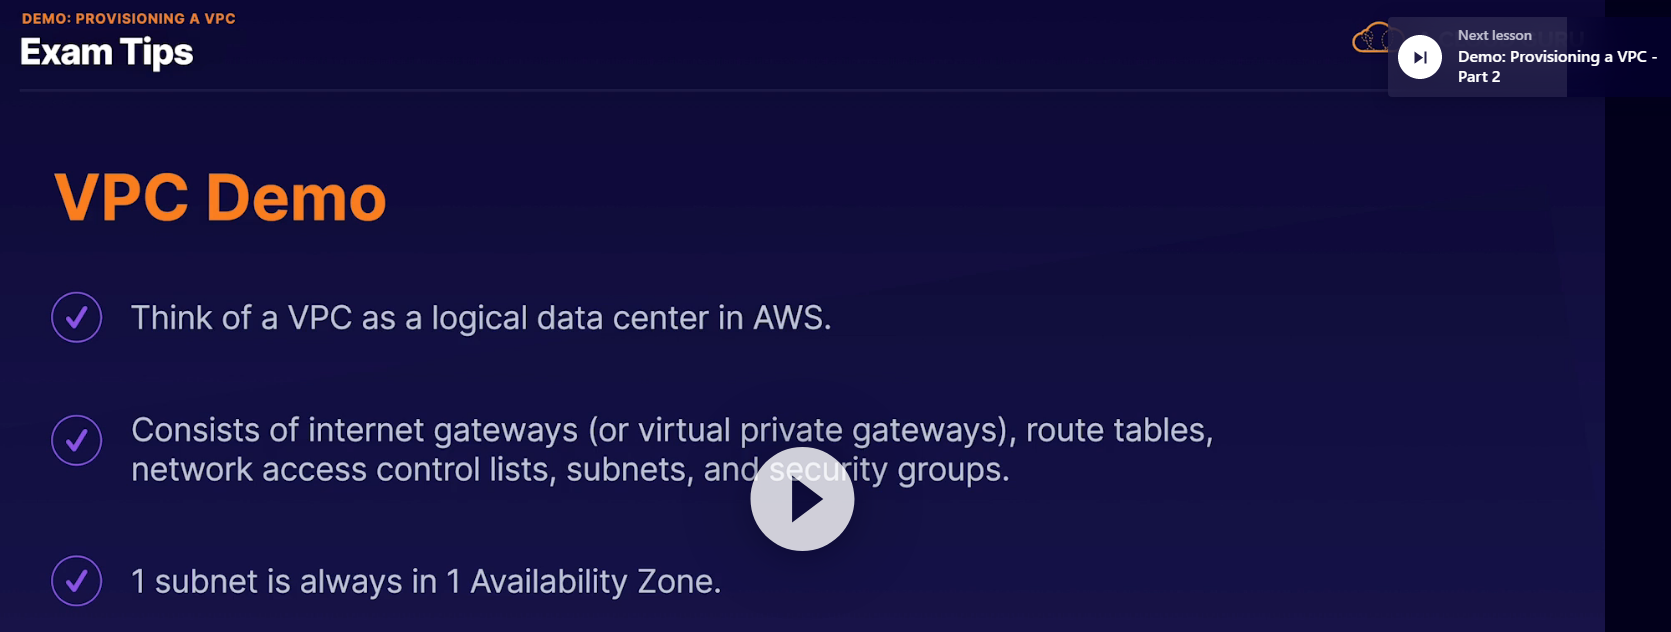 DEMO: PROVISIONING A VPC
Exam Tips
Next lesson
Demo: Provisioning a VPC -
Part 2
VPC Demo
Think of a VPC as a logical data center in AWS.
Consists of internet gateways (or virtual private gateways), route tables,
network access control lists, subnets, and security groups.
1 subnet is always in 1 Availability Zone.